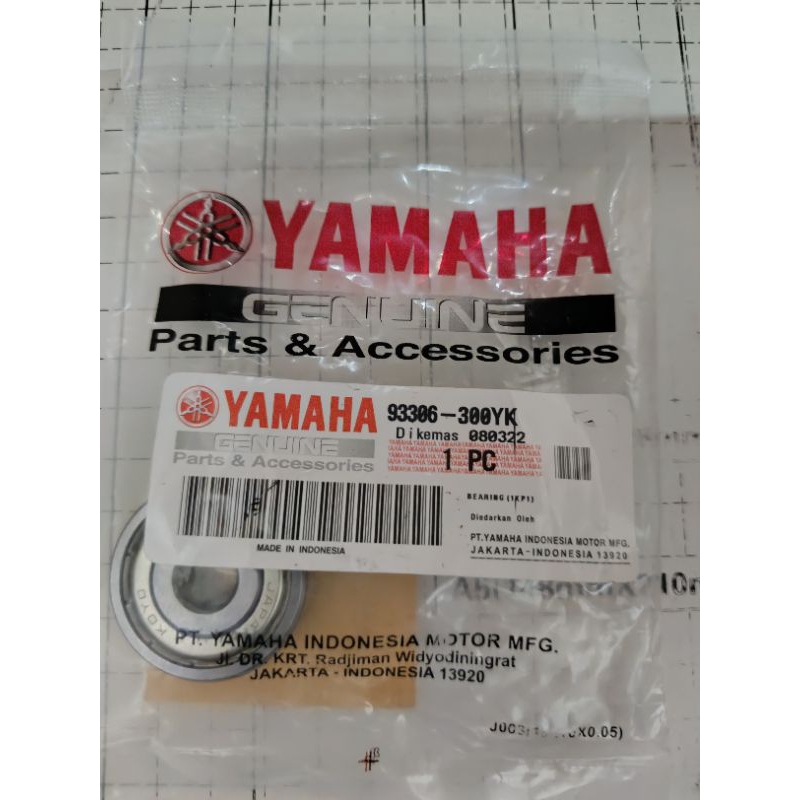 YAMAHA
GENUINE
Parts & Accessories
YAMAHA
GENUINE
Parts & Accessories
93306-300YK
Dikemas 080322
1 PC
BEARING (1KP1)
Diedarkan Oleh
PT.YAMAHA INDONESIA MOTOR MFG.
JAKARTA-INDONESIA 13920
MADE IN INDONESIA
KOYO
JAPAN
PT. YAMAHA INDONESIA MOTOR MFG.
Jl. DR. KRT. Radjiman Widyodiningrat
JAKARTA - INDONESIA 13920